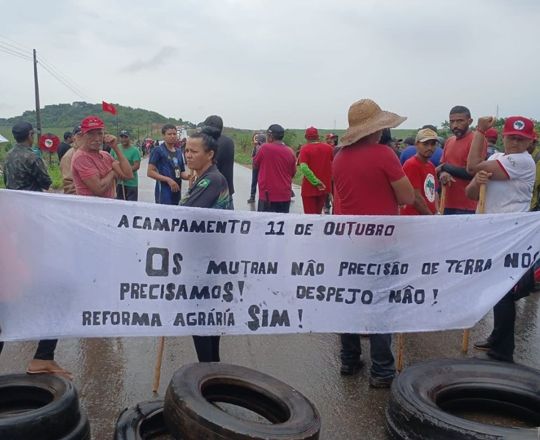 ACAMPAMENTO 11 DE OUTUBRO
OS MUTRAN NÃO PRECISÃO DE TERRA NÓS
PRECISAMOS! DESPEJO NÃO!
REFORMA AGRÁRIA SIM!